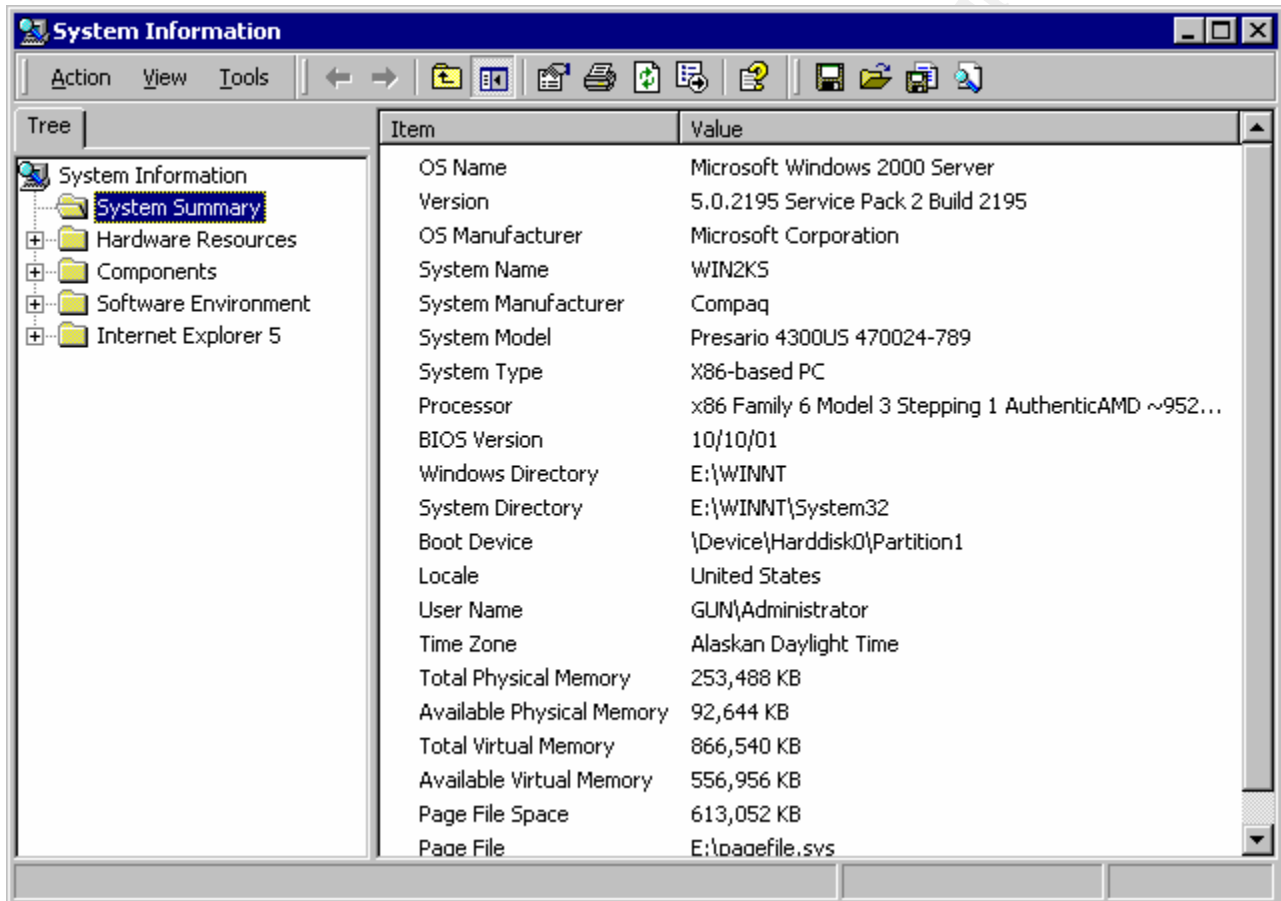 System Information
Action View Tools
Tree
System Information
System Summary
Hardware Resources
Components
Software Environment
Internet Explorer 5
Item Value
OS Name Microsoft Windows 2000 Server
Version 5.0.2195 Service Pack 2 Build 2195
OS Manufacturer Microsoft Corporation
System Name WIN2KS
System Manufacturer Compaq
System Model Presario 4300US 470024-789
System Type X86-based PC
Processor x86 Family 6 Model 3 Stepping 1 AuthenticAMD ~952...
BIOS Version 10/10/01
Windows Directory E:\WINNT
System Directory E:\WINNT\System32
Boot Device \Device\Harddisk0\Partition1
Locale United States
User Name GUN\Administrator
Time Zone Alaskan Daylight Time
Total Physical Memory 253,488 KB
Available Physical Memory 92,644 KB
Total Virtual Memory 866,540 KB
Available Virtual Memory 556,956 KB
Page File Space 613,052 KB
Page File E:\pagefile.sys